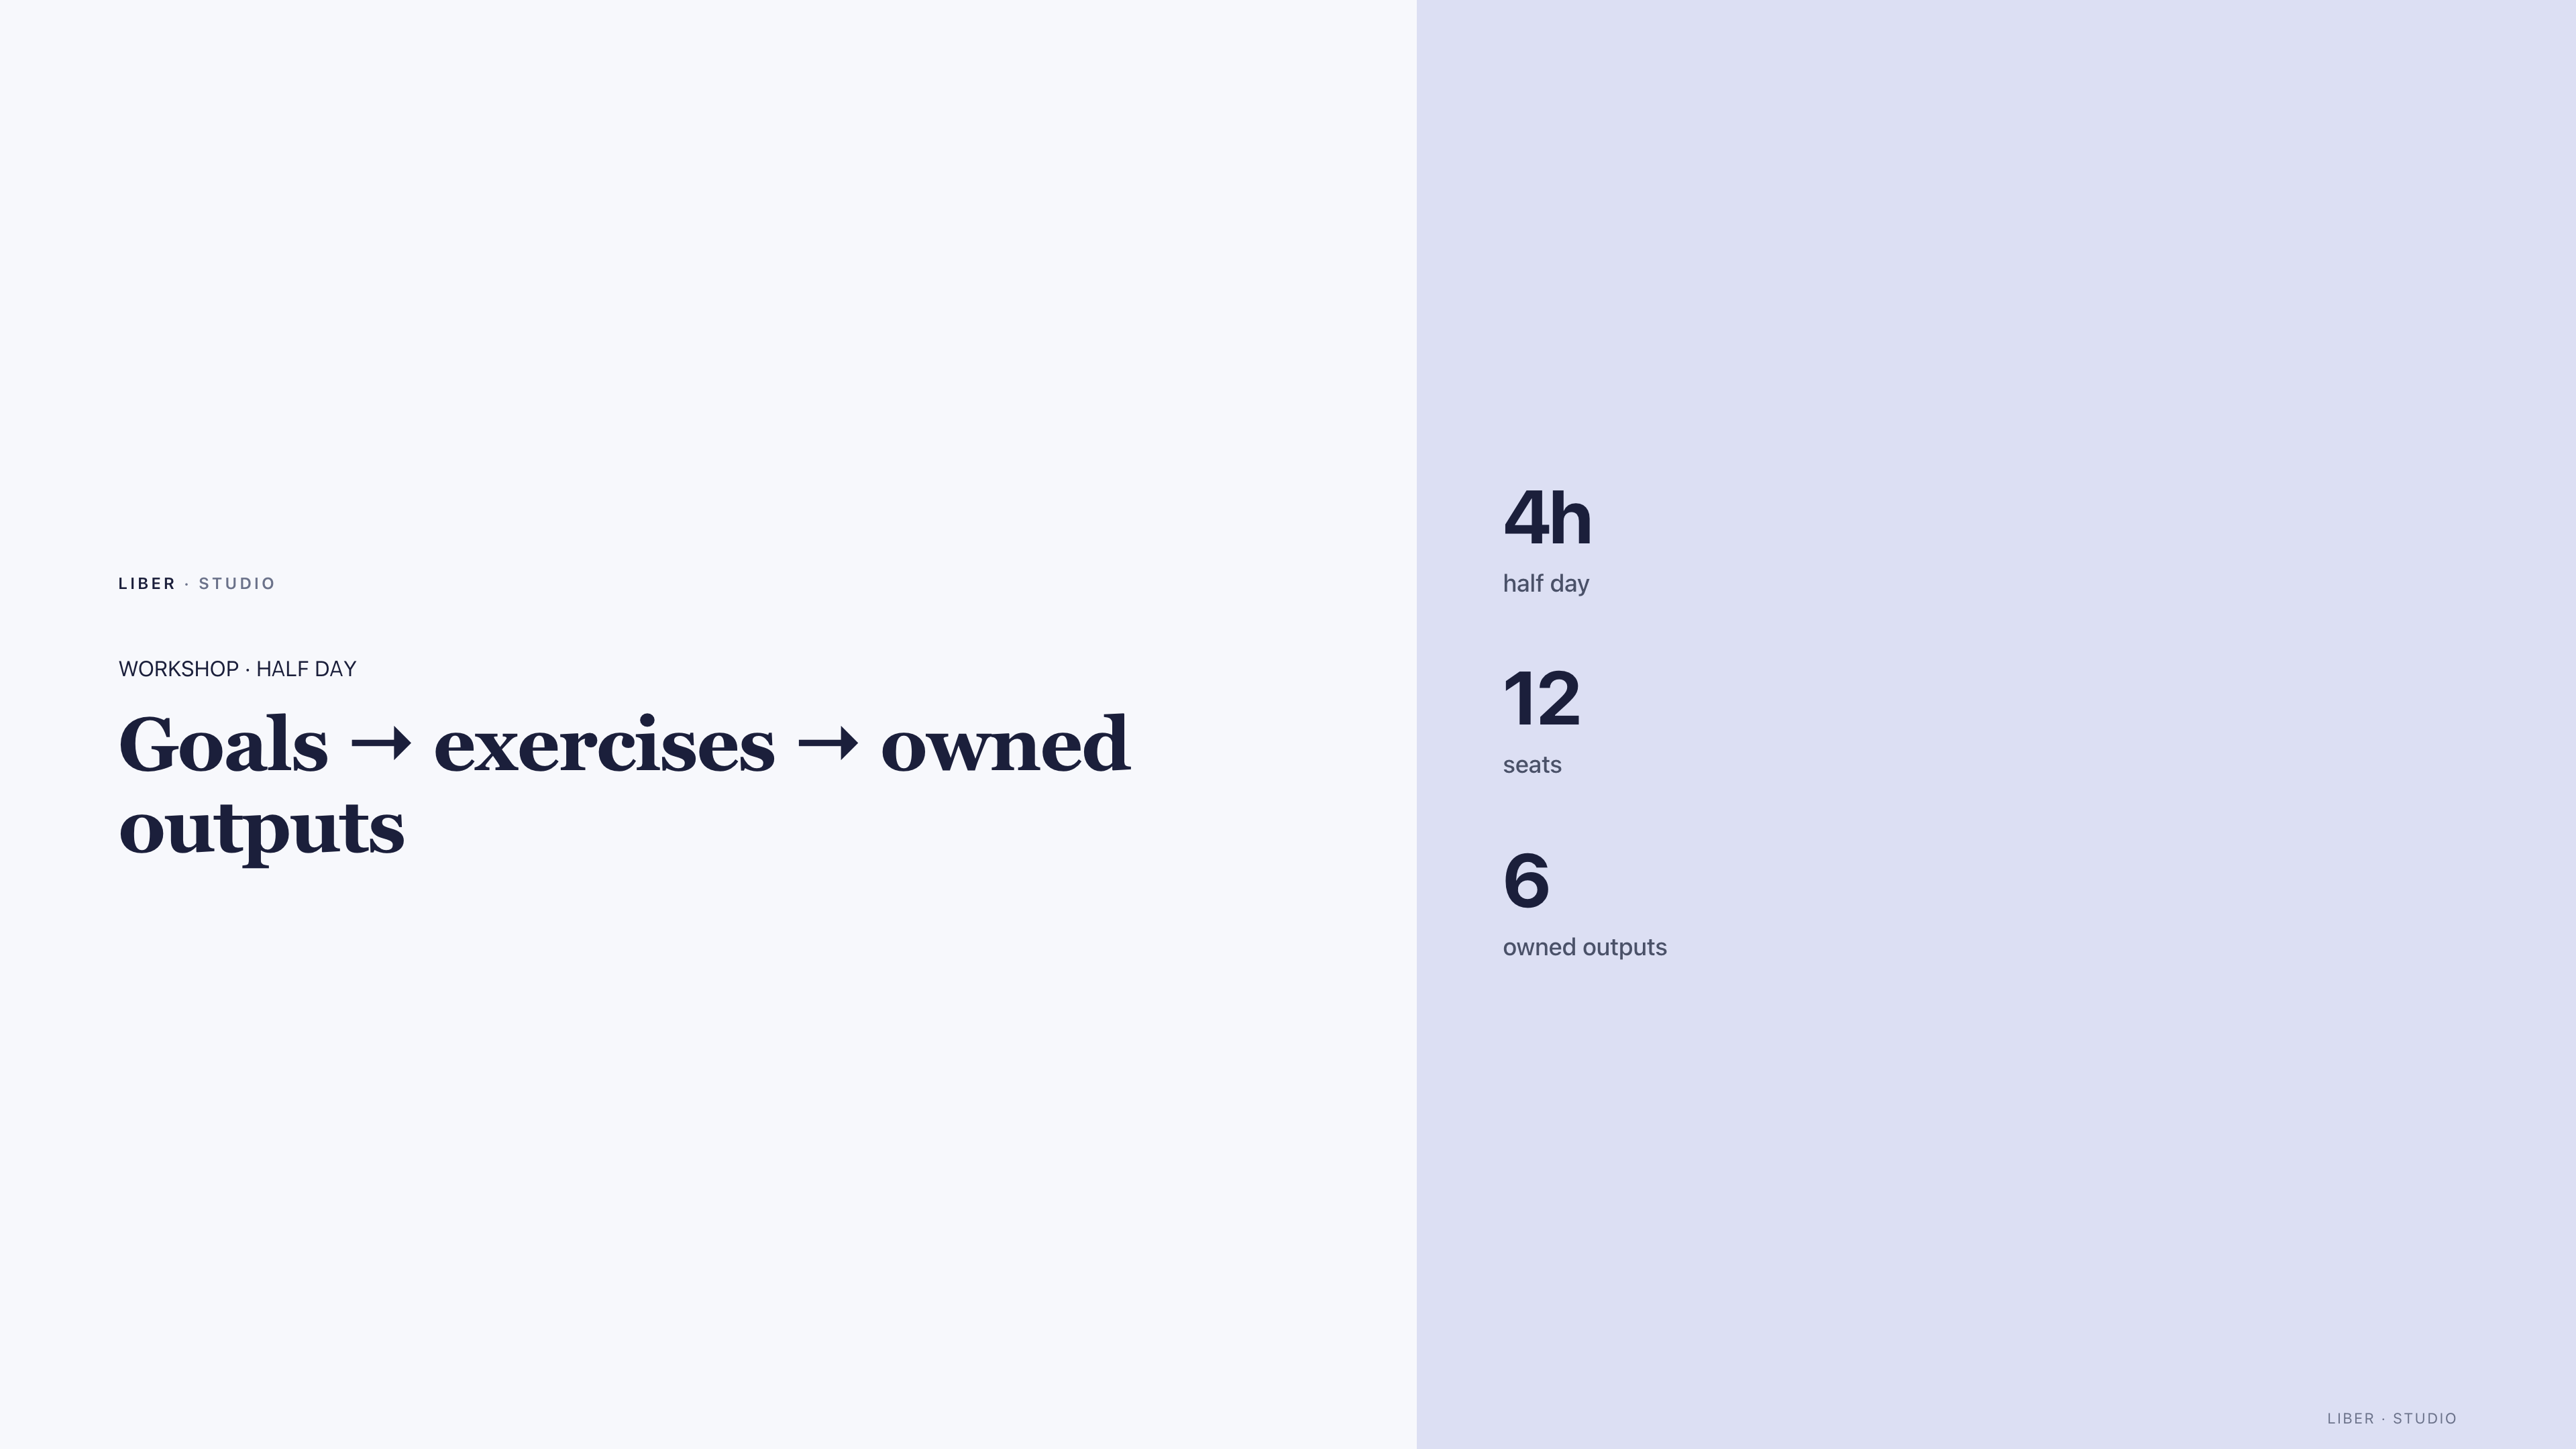 LIBER · STUDIO
WORKSHOP · HALF DAY
Goals → exercises → owned
outputs
4h
half day
12
seats
6
owned outputs
LIBER · STUDIO